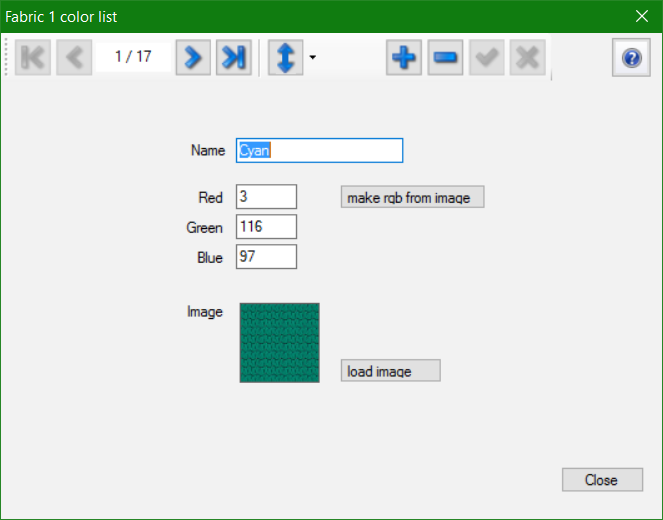 Fabric 1 color list
1 / 17
Name Cyan
Red 3 make rgb from image
Green 116
Blue 97
Image
load image
Close